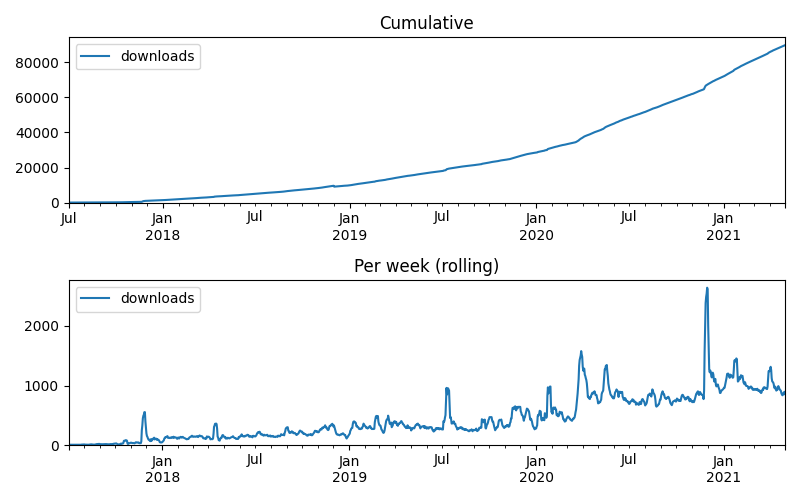 Cumulative
downloads
80000
60000
40000
20000
0
Jul Jan Jul Jan Jul Jan Jul Jan
2018 2019 2020 2021
Per week (rolling)
downloads
2000
1000
0
Jan Jul Jan Jul Jan Jul Jan
2018 2019 2020 2021